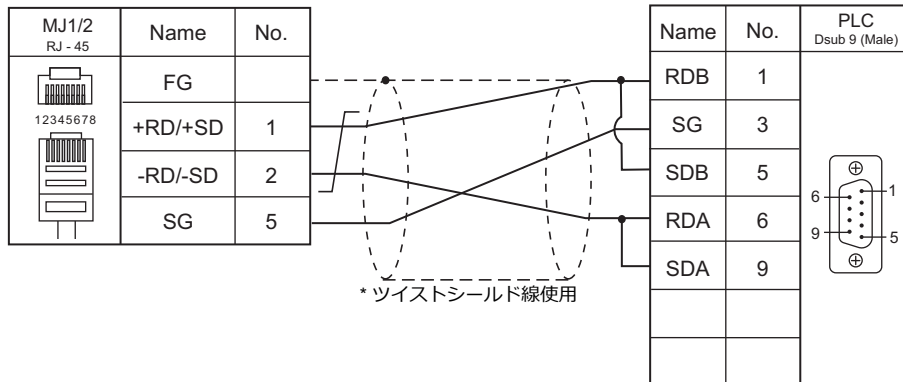 MJ1/2
RJ - 45
Name
No.
FG
+RD/+SD
1
-RD/-SD
2
SG
5
12345678
Name
No.
PLC
Dsub 9 (Male)
RDB
1
SG
3
SDB
5
RDA
6
SDA
9
6
1
9
5
* ツイストシールド線使用